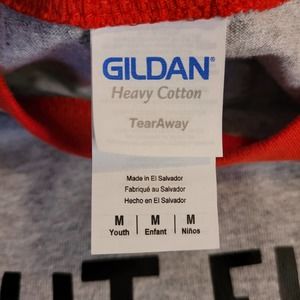 GILDAN®
Heavy Cotton
TearAway
Made in El Salvador
Fabriqué au Salvador
Hecho en El Salvador
M M M
Youth Enfant Niños